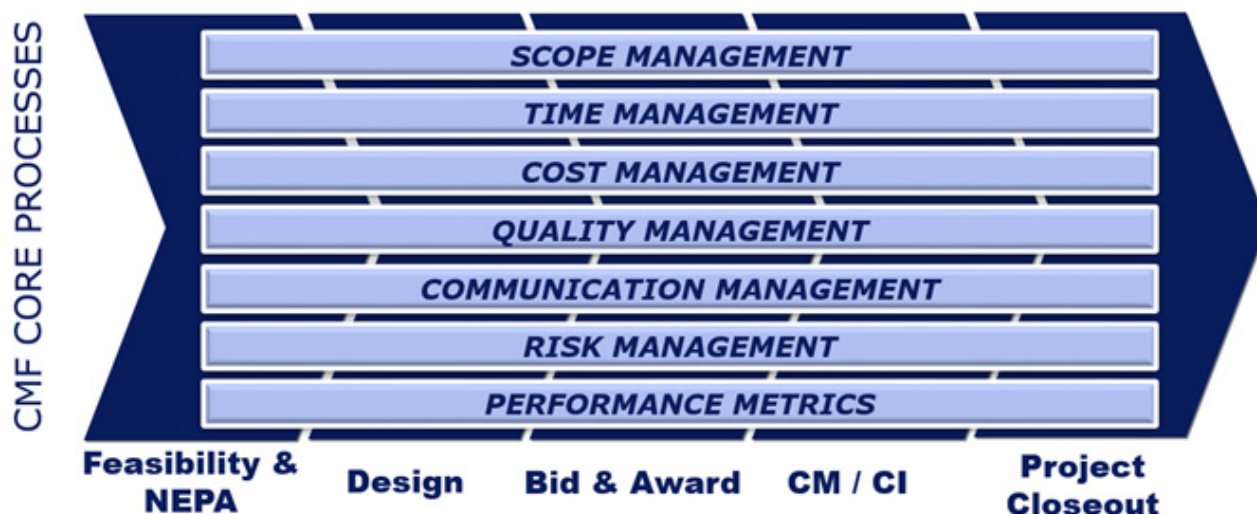 CMF CORE PROCESSES
SCOPE MANAGEMENT
TIME MANAGEMENT
COST MANAGEMENT
QUALITY MANAGEMENT
COMMUNICATION MANAGEMENT
RISK MANAGEMENT
PERFORMANCE METRICS
Feasibility &
NEPA
Design
Bid & Award
CM / CI
Project
Closeout